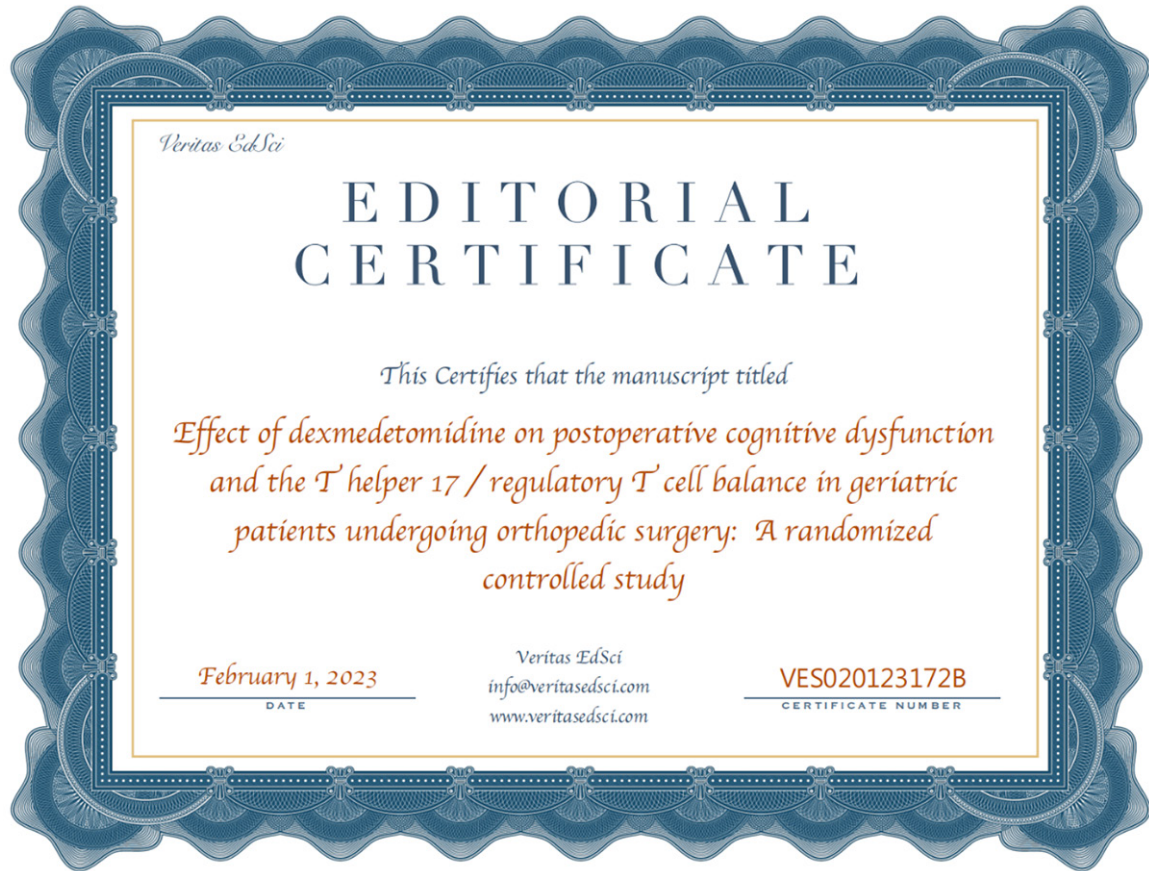 Veritas EdSci
EDITORIAL
CERTIFICATE
This Certifies that the manuscript titled
Effect of dexmedetomidine on postoperative cognitive dysfunction
and the T helper 17 / regulatory T cell balance in geriatric
patients undergoing orthopedic surgery: A randomized
controlled study
February 1, 2023
DATE
Veritas EdSci
info@veritasedsci.com
www.veritasedsci.com
VES020123172B
CERTIFICATE NUMBER